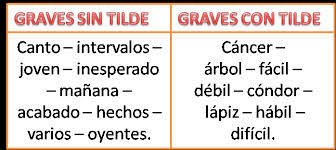 GRAVES SIN TILDE
Canto – intervalos –
joven – inesperado
– mañana –
acabado – hechos –
varios – oyentes.
GRAVES CON TILDE
Cáncer –
árbol – fácil –
débil – cóndor –
lápiz – hábil –
difícil.